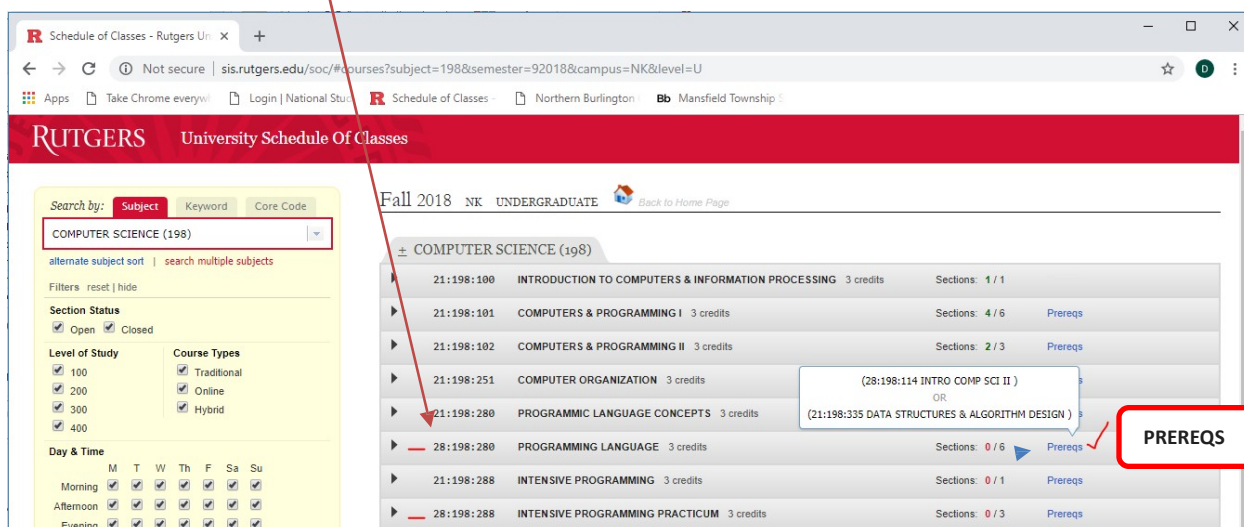 Schedule of Classes - Rutgers Un
Not secure | sis.rutgers.edu/soc/#courses?subject=198&semester=92018&campus=NK&level=U
D
Apps Take Chrome everyw Login | National Stud Schedule of Classes - Northern Burlington Bb Mansfield Township S
RUTGERS University Schedule Of Classes
Search by: Subject Keyword Core Code
COMPUTER SCIENCE (198)
alternate subject sort | search multiple subjects
Filters reset | hide
Section Status
Open Closed
Level of Study Course Types
100 Traditional
200 Online
300 Hybrid
400
Day & Time
M T W Th F Sa Su
Morning
Afternoon
Evening
Fall 2018 NK UNDERGRADUATE Back to Home Page
± COMPUTER SCIENCE (198)
21:198:100 INTRODUCTION TO COMPUTERS & INFORMATION PROCESSING 3 credits Sections: 1 / 1
21:198:101 COMPUTERS & PROGRAMMING I 3 credits Sections: 4 / 6 Prereqs
21:198:102 COMPUTERS & PROGRAMMING II 3 credits Sections: 2 / 3 Prereqs
21:198:251 COMPUTER ORGANIZATION 3 credits
(28:198:114 INTRO COMP SCI II )
OR
(21:198:335 DATA STRUCTURES & ALGORITHM DESIGN )
21:198:280 PROGRAMMIC LANGUAGE CONCEPTS 3 credits
28:198:280 PROGRAMMING LANGUAGE 3 credits Sections: 0 / 6 Prereqs
PREREQS
21:198:288 INTENSIVE PROGRAMMING 3 credits Sections: 0 / 1 Prereqs
28:198:288 INTENSIVE PROGRAMMING PRACTICUM 3 credits Sections: 0 / 3 Prereqs